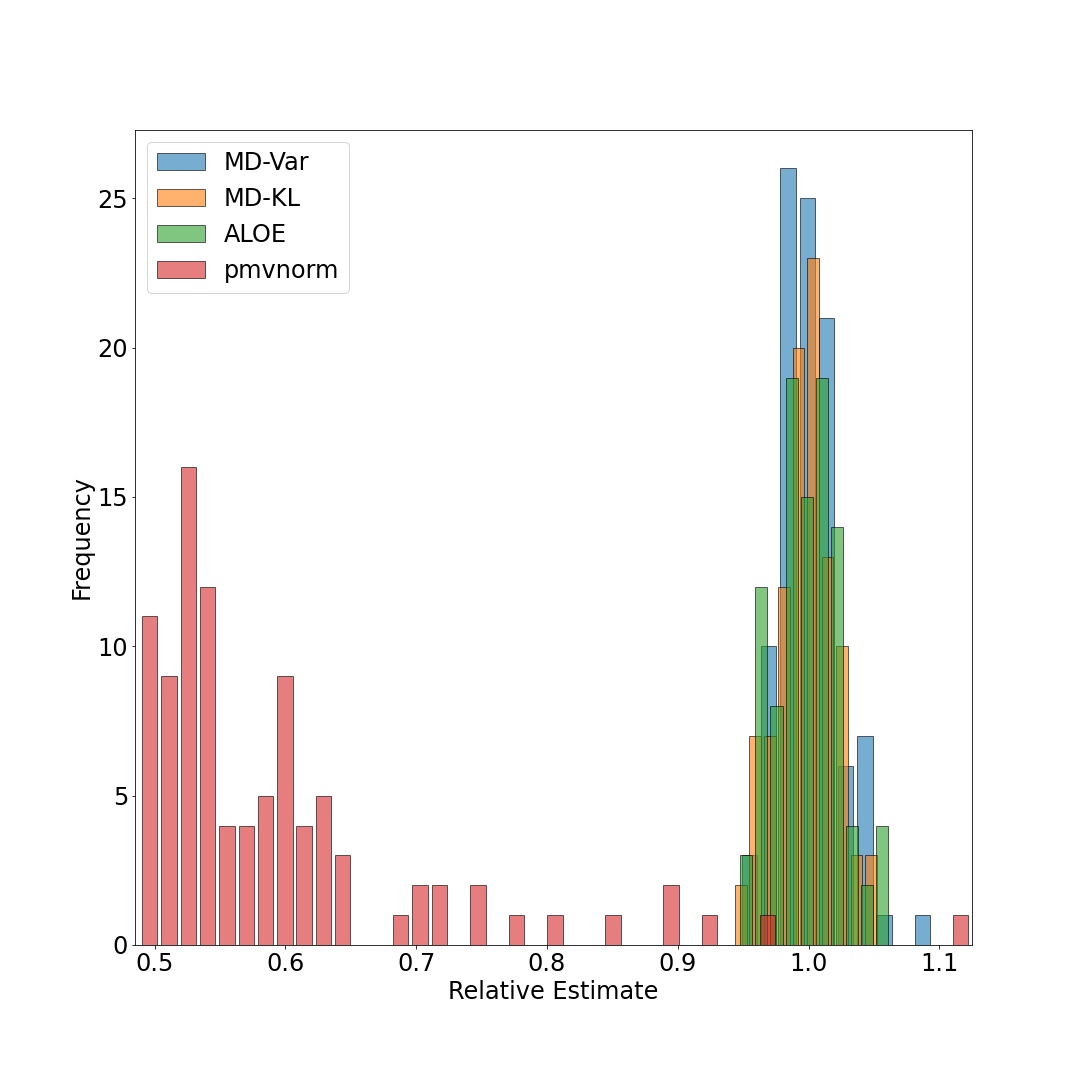 MD-Var
MD-KL
ALOE
pmvnorm
Frequency
25
20
15
10
5
0
0.5 0.6 0.7 0.8 0.9 1.0 1.1
Relative Estimate